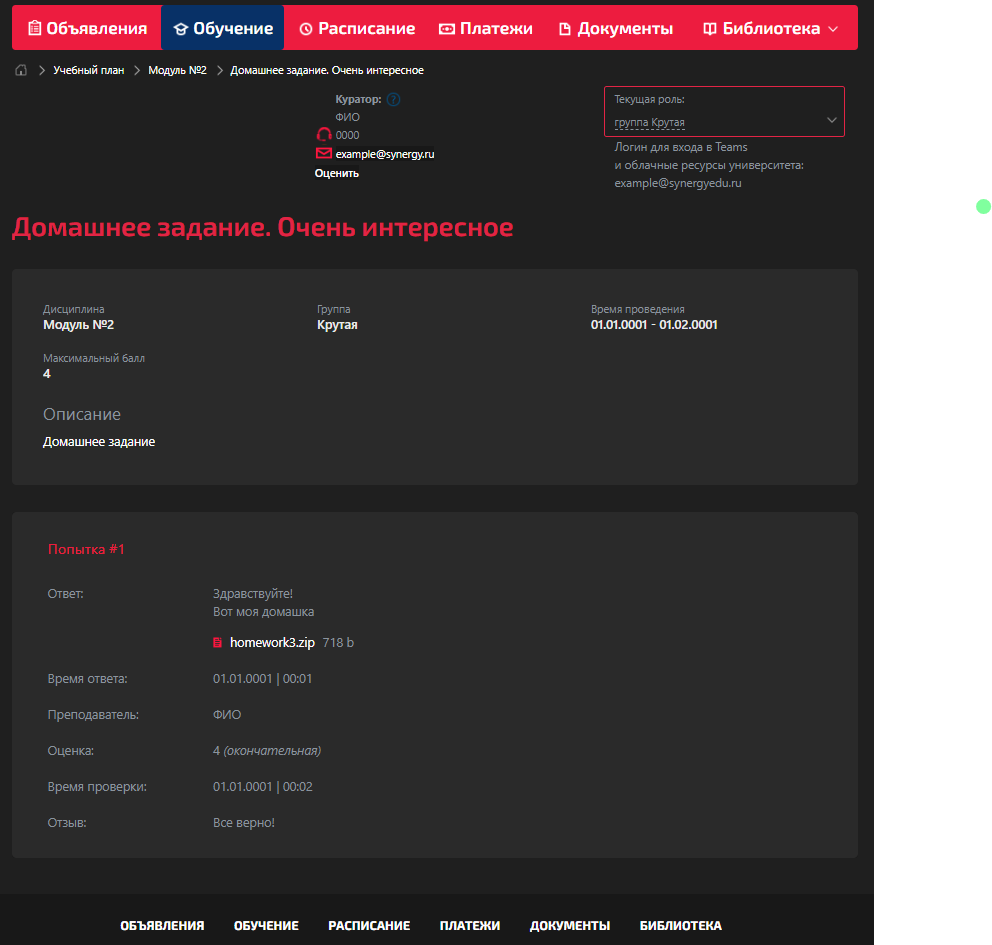 Объявления Обучение Расписание Платежи Документы Библиотека
Учебный план Модуль №2 Домашнее задание. Очень интересное
Куратор: ?
ФИО
0000
example@synergy.ru
Оценить
Текущая роль:
группа Крутая
Логин для входа в Teams
и облачные ресурсы университета:
example@synergyedu.ru
Домашнее задание. Очень интересное
Дисциплина
Модуль №2
Группа
Крутая
Время проведения
01.01.0001 - 01.02.0001
Максимальный балл
4
Описание
Домашнее задание
Попытка #1
Ответ: Здравствуйте!
Вот моя домашка
homework3.zip 718 b
Время ответа: 01.01.0001 | 00:01
Преподаватель: ФИО
Оценка: 4 (окончательная)
Время проверки: 01.01.0001 | 00:02
Отзыв: Все верно!
ОБЪЯВЛЕНИЯ ОБУЧЕНИЕ РАСПИСАНИЕ ПЛАТЕЖИ ДОКУМЕНТЫ БИБЛИОТЕКА